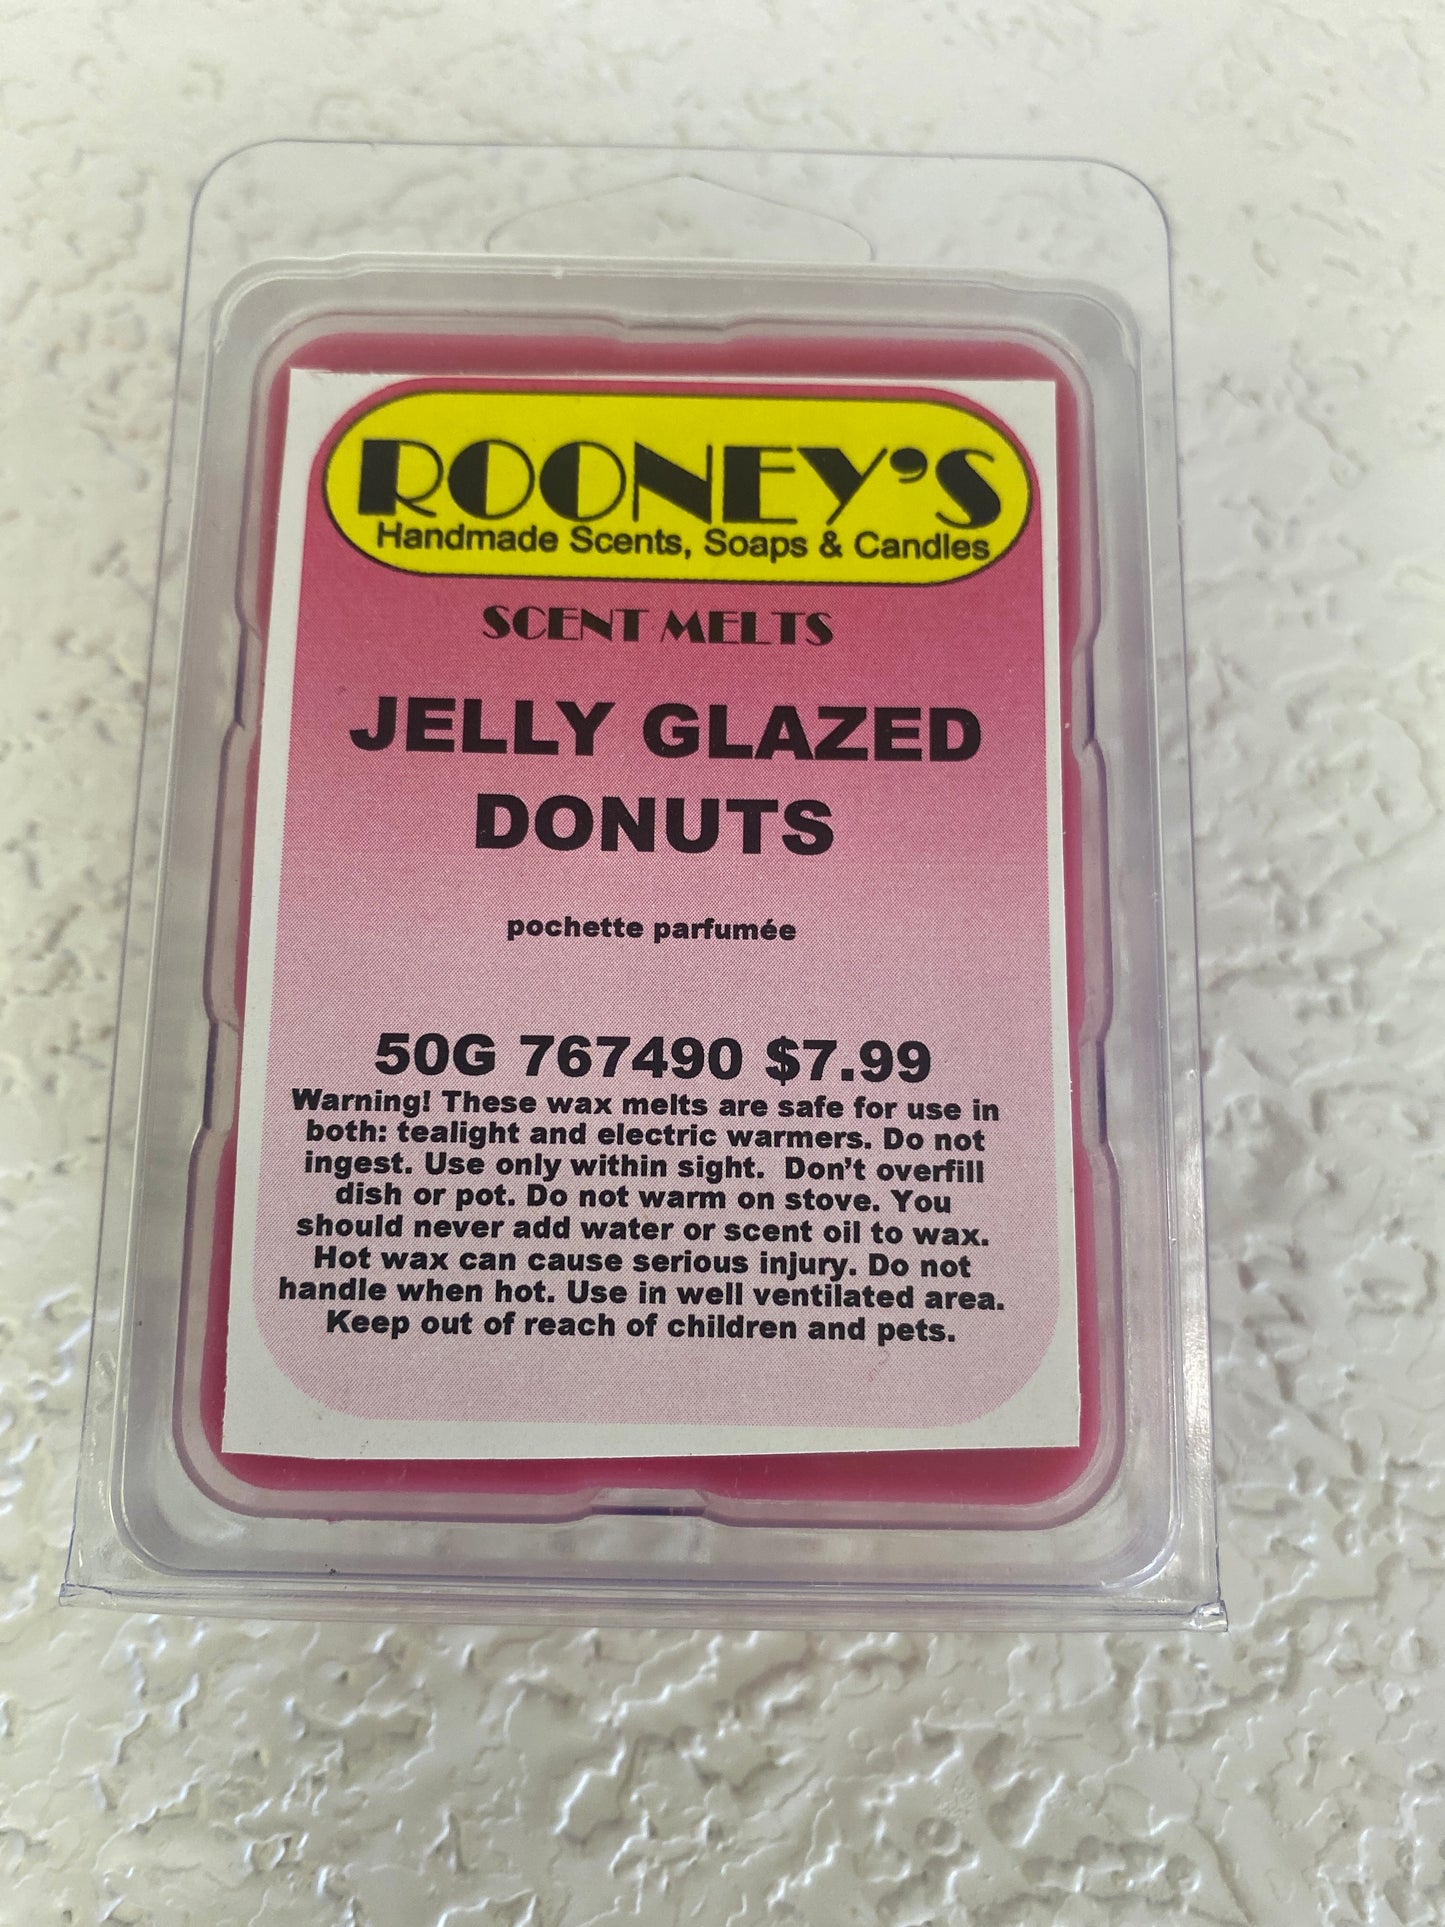 ROONEY'S
Handmade Scents, Soaps & Candles
SCENT MELTS
JELLY GLAZED
DONUTS
pochette parfumée
50G 767490 $7.99
Warning! These wax melts are safe for use in
both: tealight and electric warmers. Do not
ingest. Use only within sight.  Don't overfill
dish or pot. Do not warm on stove. You
should never add water or scent oil to wax.
Hot wax can cause serious injury. Do not
handle when hot. Use in well ventilated area.
Keep out of reach of children and pets.